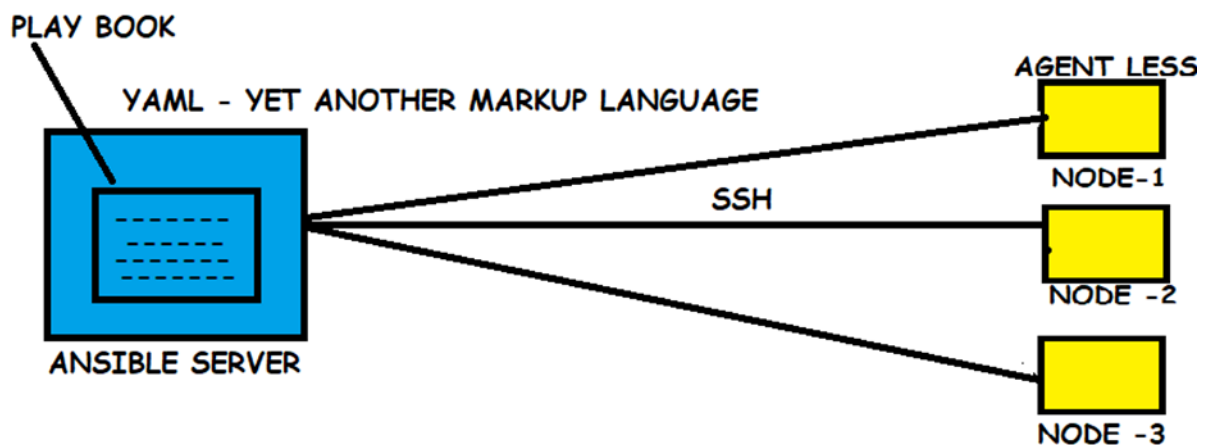 PLAY BOOK
AGENT LESS
YAML - YET ANOTHER MARKUP LANGUAGE
NODE-1
SSH
NODE -2
ANSIBLE SERVER
NODE -3